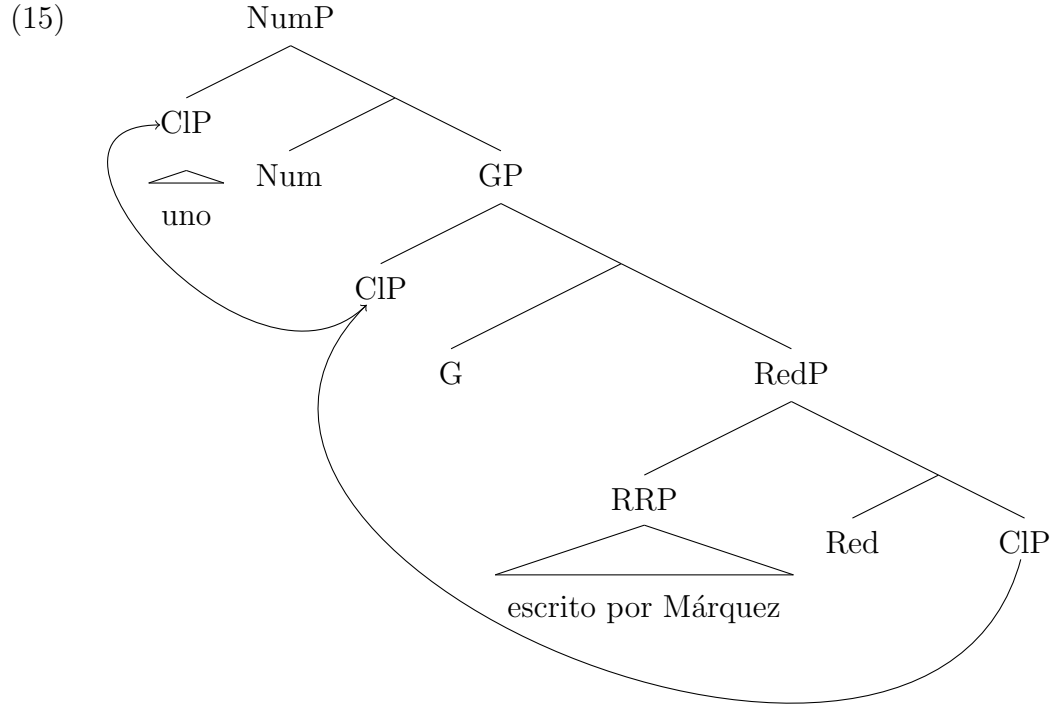 (15)
NumP
ClP
uno
Num
GP
ClP
G
RedP
RRP
escrito por Márquez
Red
ClP